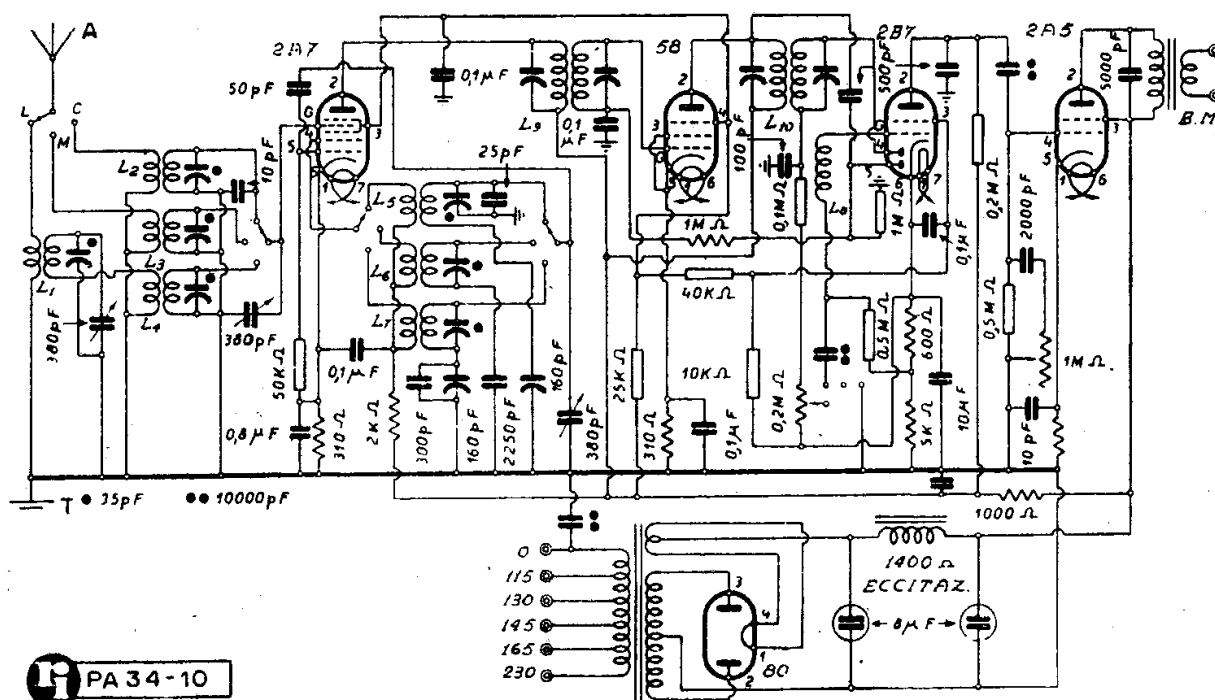 A
2A7
58
2B7
2A5
0,1µF
50pF
500pF
5000pF
L
C
M
10pF
L2
L9
0,1µF
100pF
L10
B.M.
25pF
L5
0,1MΩ
L8
1MΩ
0,1µF
0,2MΩ
2000pF
L1
L3
L6
1MΩ
40KΩ
380pF
L4
380pF
L7
50KΩ
0,1µF
160pF
25KΩ
10KΩ
0,5MΩ
600Ω
0,5MΩ
1MΩ
0,8µF
310Ω
2KΩ
300pF
160pF
2250pF
380pF
310Ω
0,1µF
0,2MΩ
5KΩ
10µF
10pF
T ● 35pF ●● 10000pF
1000Ω
0
115
130
145
165
230
1400Ω
ECCITAZ.
8µF
80
PA 34-10